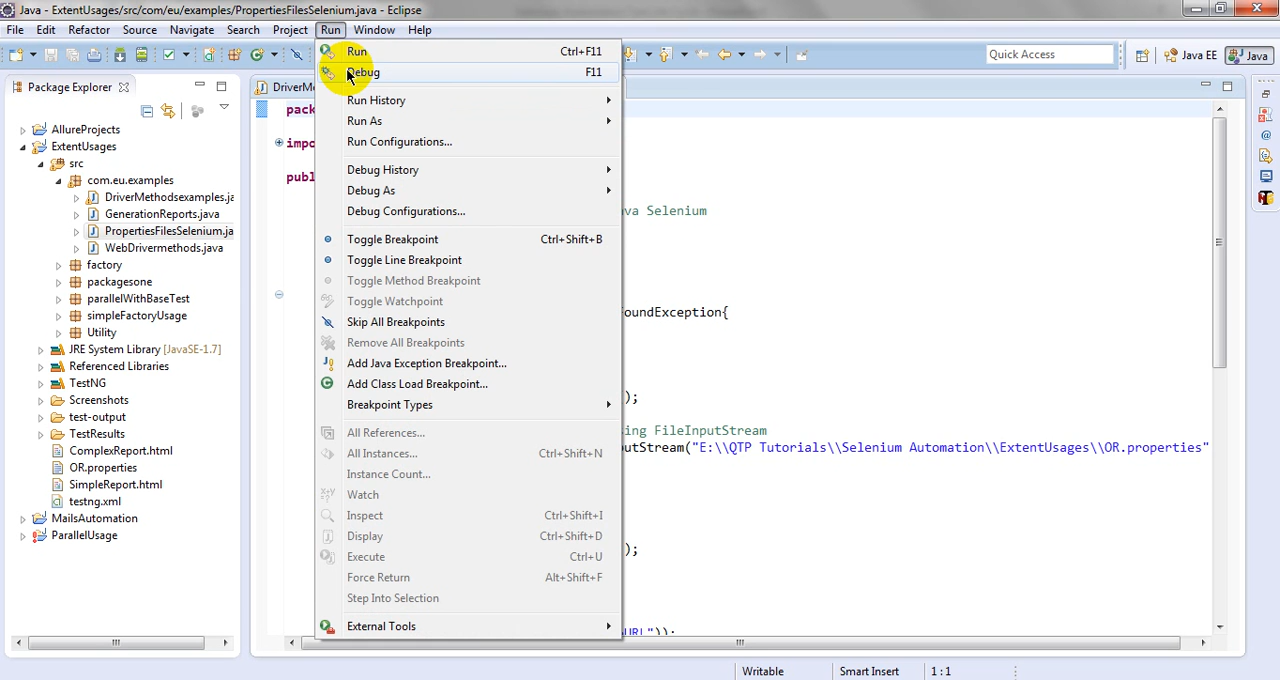 Java - ExtentUsages/src/com/eu/examples/PropertiesFilesSelenium.java - Eclipse
File Edit Refactor Source Navigate Search Project Run Window Help
Quick Access
Java EE
Java
Package Explorer
AllureProjects
ExtentUsages
src
com.eu.examples
DriverMethodsexamples.ja
GenerationReports.java
PropertiesFilesSelenium.ja
WebDrivermethods.java
factory
packagesone
parallelWithBaseTest
simpleFactoryUsage
Utility
JRE System Library [JavaSE-1.7]
Referenced Libraries
TestNG
Screenshots
test-output
TestResults
ComplexReport.html
OR.properties
SimpleReport.html
testng.xml
MailsAutomation
ParallelUsage
Run Ctrl+F11
Debug F11
Run History
Run As
Run Configurations...
Debug History
Debug As
Debug Configurations...
Toggle Breakpoint Ctrl+Shift+B
Toggle Line Breakpoint
Toggle Method Breakpoint
Toggle Watchpoint
Skip All Breakpoints
Remove All Breakpoints
Add Java Exception Breakpoint...
Add Class Load Breakpoint...
Breakpoint Types
All References...
All Instances... Ctrl+Shift+N
Instance Count...
Watch
Inspect Ctrl+Shift+I
Display Ctrl+Shift+D
Execute Ctrl+U
Force Return Alt+Shift+F
Step Into Selection
External Tools
DriverM
pack
impo
publ
va Selenium
oundException{
);
ing FileInputStream
putStream("E:\\QTP Tutorials\\Selenium Automation\\ExtentUsages\\OR.properties"
);
URL"));
Writable Smart Insert 1 : 1